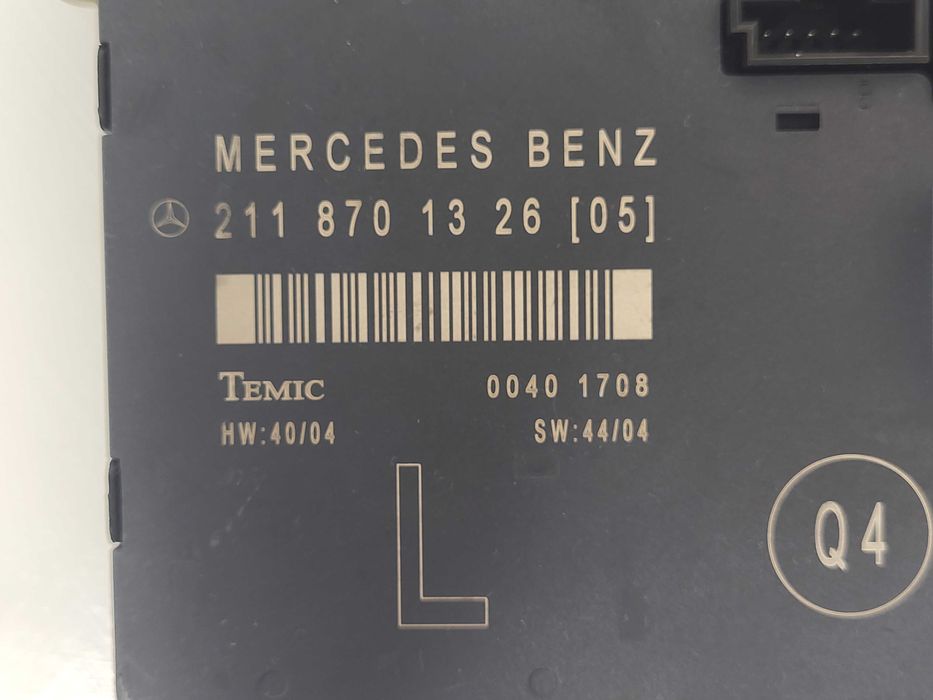 MERCEDES BENZ
211 870 13 26 [05]
TEMIC 0040 1708
HW:40/04 SW:44/04
L
Q4